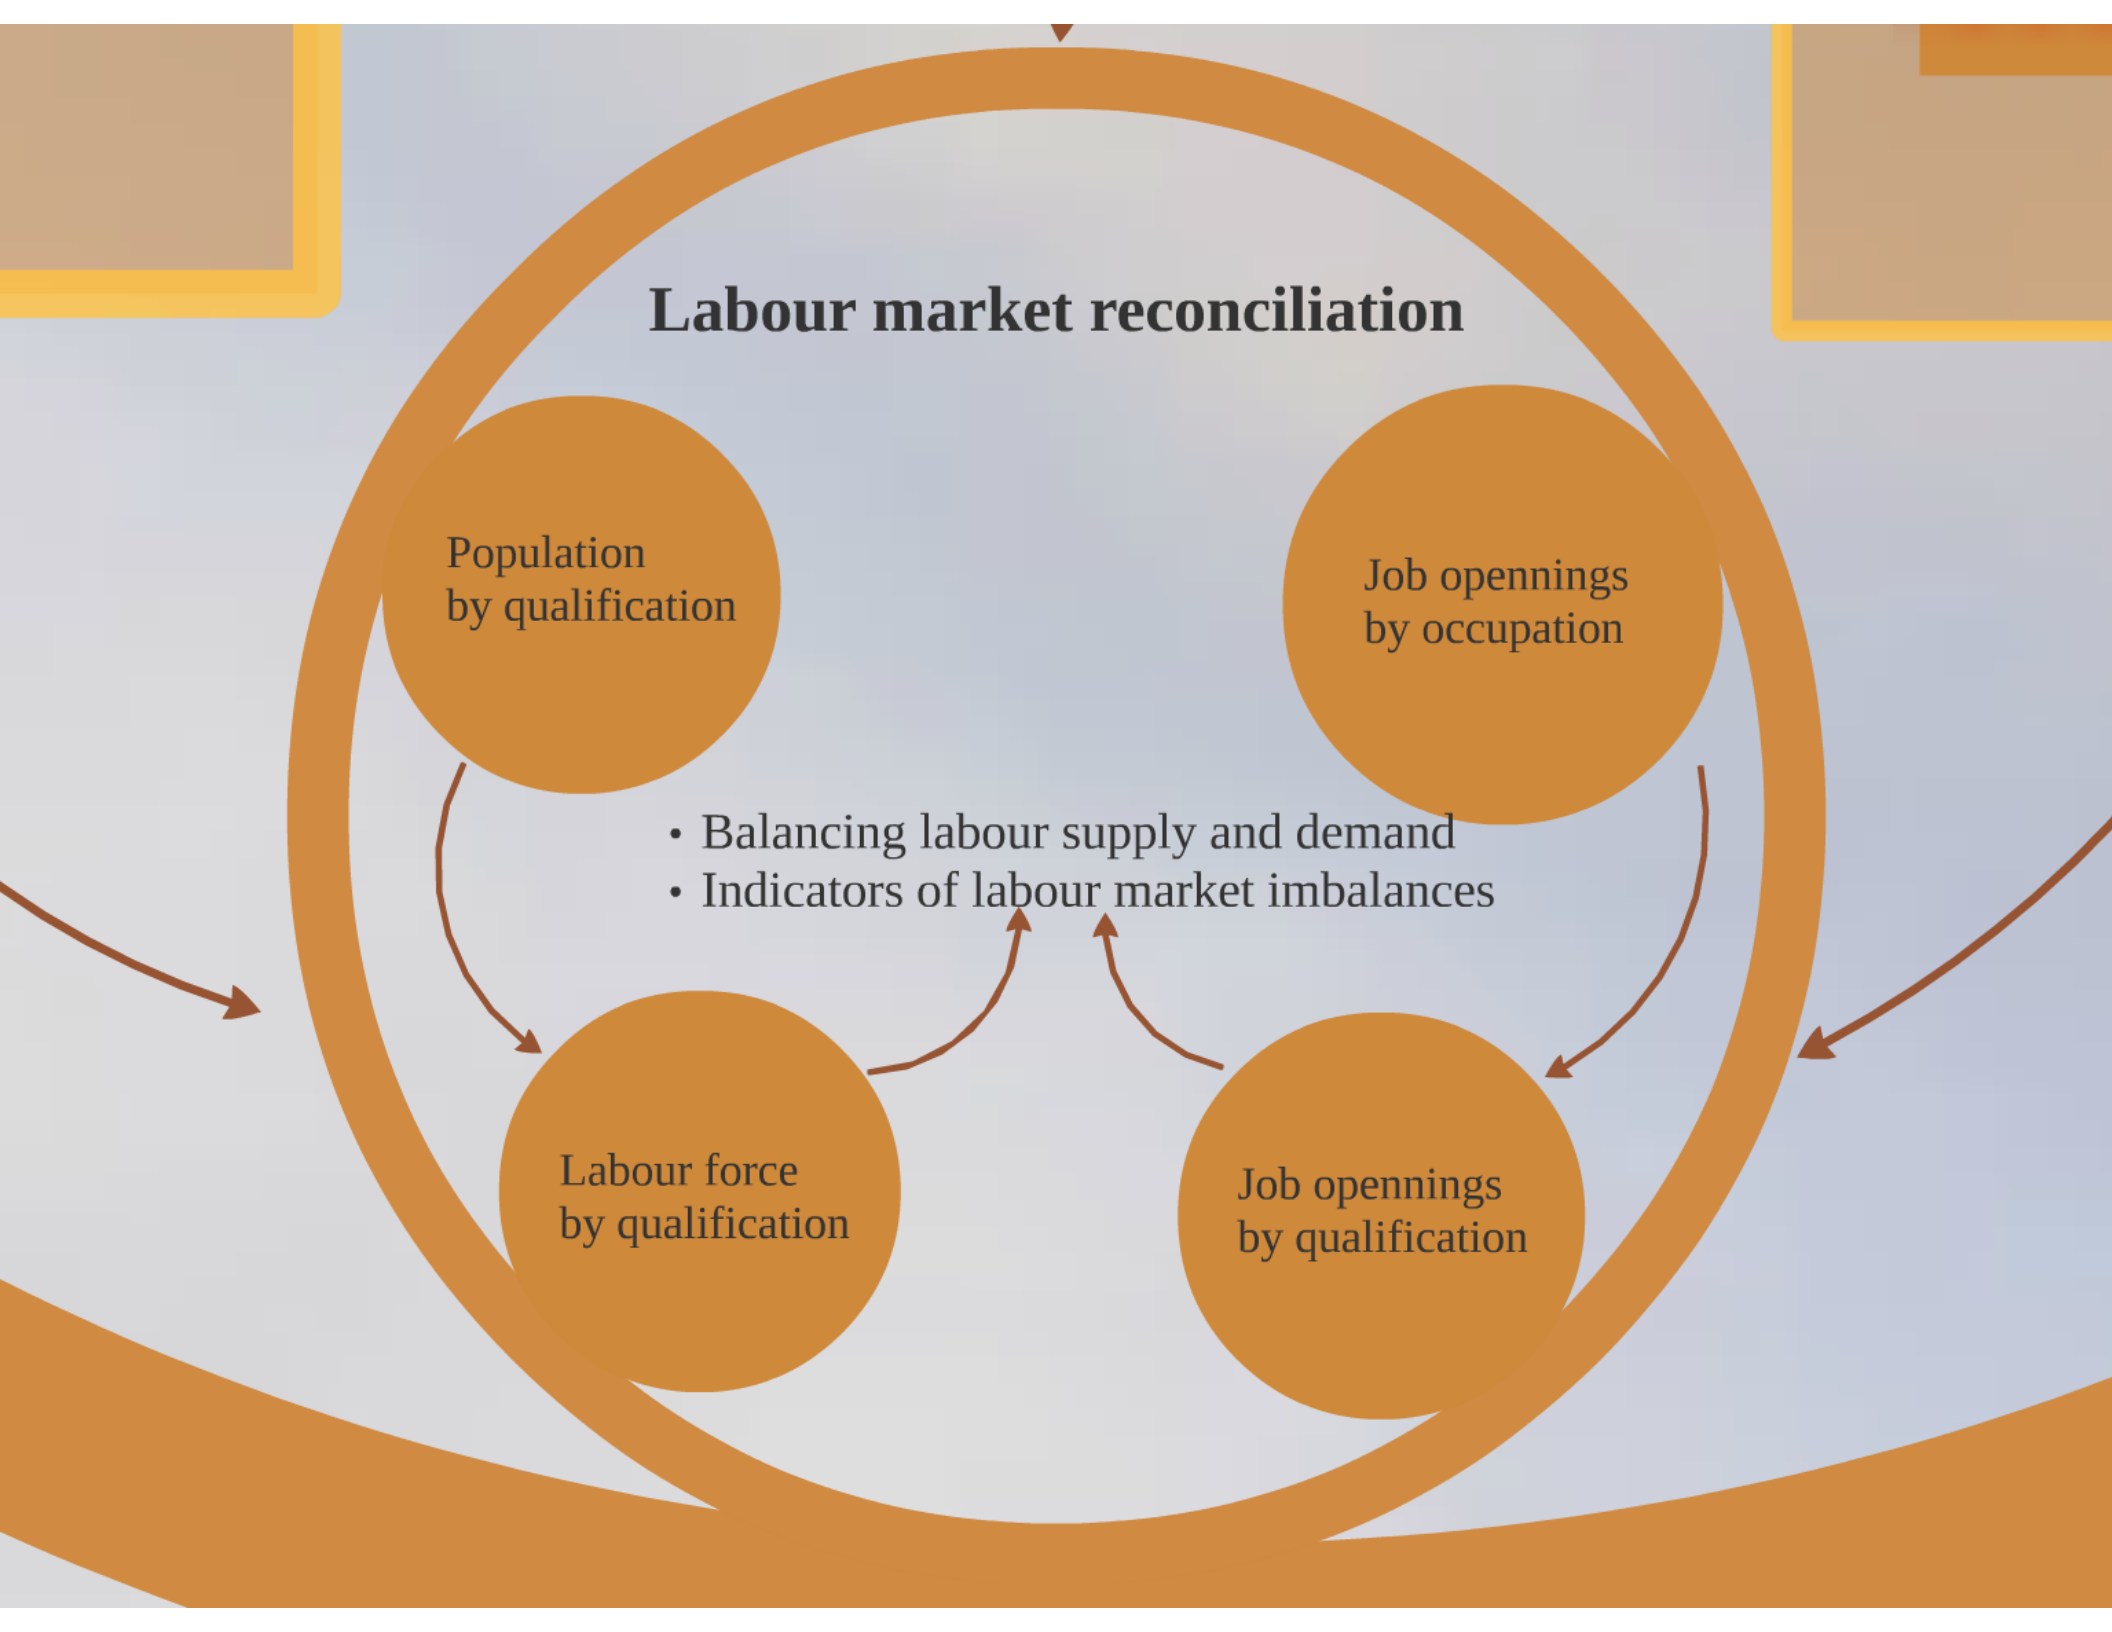 Labour market reconciliation
Population
by qualification
Job opennings
by occupation
• Balancing labour supply and demand
• Indicators of labour market imbalances
Labour force
by qualification
Job opennings
by qualification